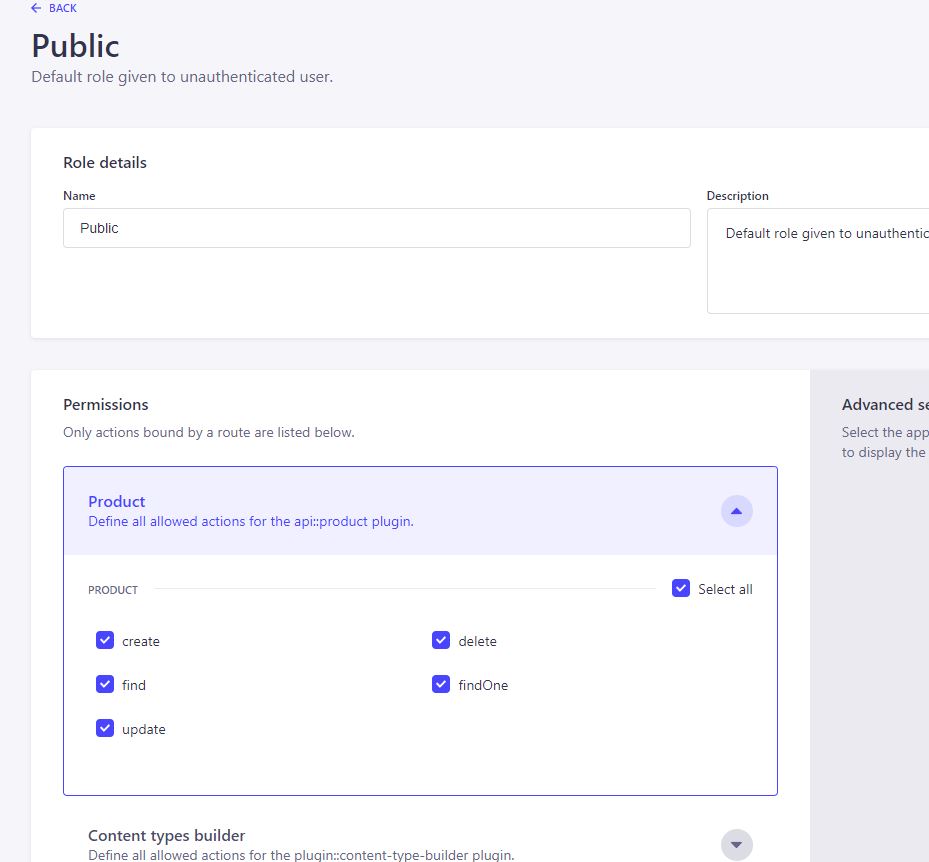 BACK
Public
Default role given to unauthenticated user.
Role details
Name
Description
Public
Default role given to
Permissions
Only actions bound by a route are listed below.
Advanced
Select the
to display the
Product
Define all allowed actions for the api::product plugin.
PRODUCT
Select all
create
delete
find
findOne
update
Content types builder
Define all allowed actions for the plugin::content-type-builder plugin.